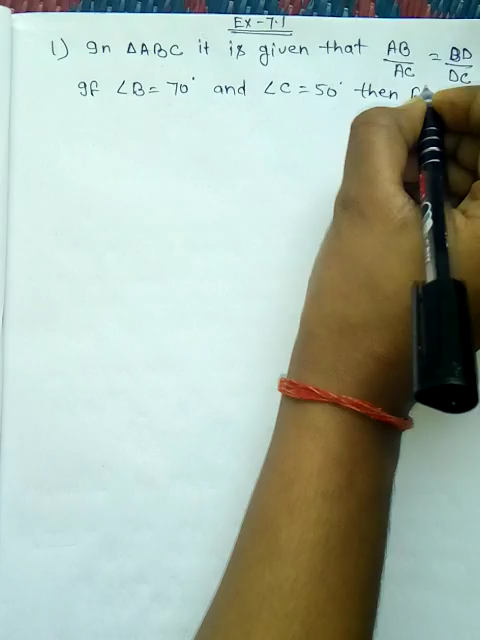 Ex-7.1
1) In ΔABC it is given that AB/AC = BD/DC
If ∠B = 70° and ∠C = 50° then